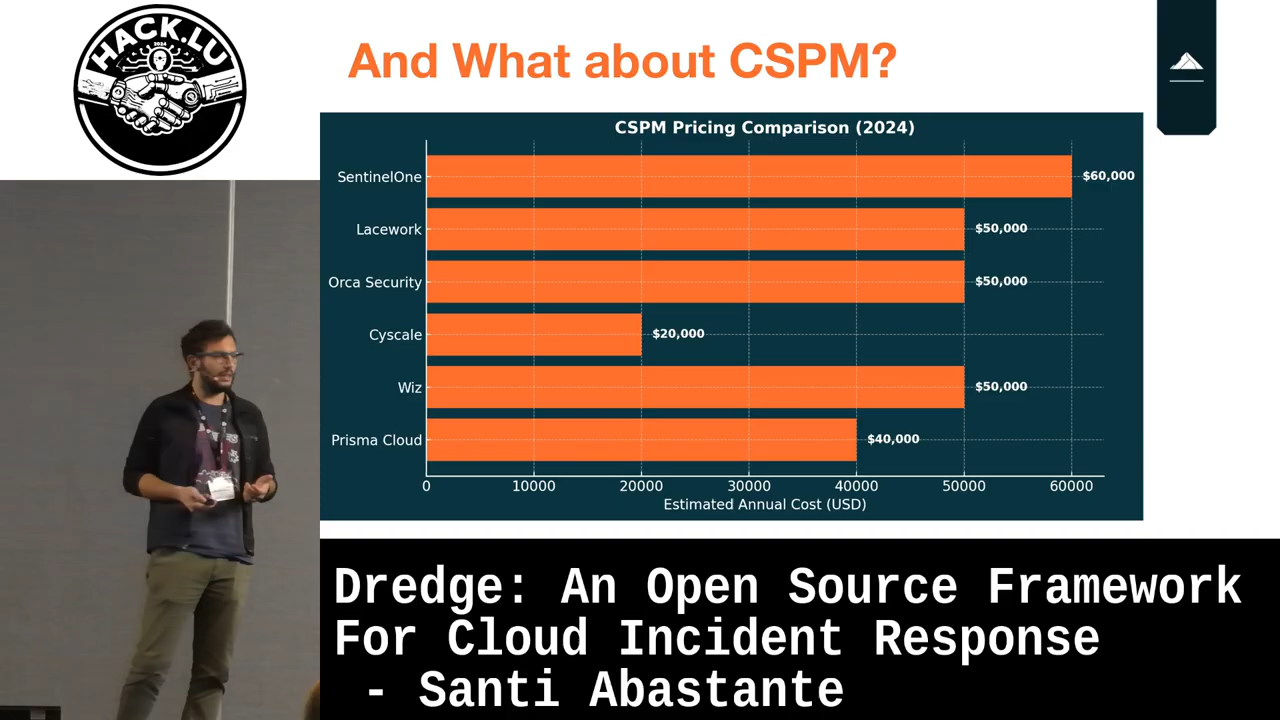 HACK.LU
2024
And What about CSPM?
CSPM Pricing Comparison (2024)
SentinelOne
$60,000
Lacework
$50,000
Orca Security
$50,000
Cyscale
$20,000
Wiz
$50,000
Prisma Cloud
$40,000
0 10000 20000 30000 40000 50000 60000
Estimated Annual Cost (USD)
Dredge: An Open Source Framework
For Cloud Incident Response
- Santi Abastante